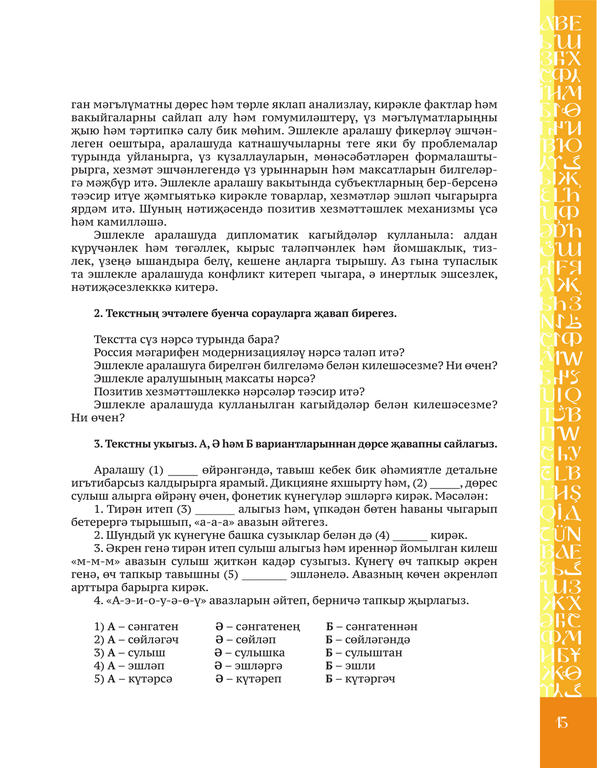 ган мәгълүматны дөрес һәм төрле яклап анализлау, кирәкле фактлар һәм
вакыйгаларны сайлап алу һәм гомумиләштерү, үз мәгълүматларыңны
җыю һәм тәртипкә салу бик мөһим. Эшлекле аралашу фикерләү эшчән-
леген оештыра, аралашуда катнашучыларны теге яки бу проблемалар
турында уйланырга, үз күзаллауларын, мөнәсәбәтләрен формалашты-
рырга, хезмәт эшчәнлегендә үз урыннарын һәм максатларын билгеләр-
гә мәҗбүр итә. Эшлекле аралашу вакытында субъектларның бер-берсенә
тәэсир итүе җәмгыятькә кирәкле товарлар, хезмәтләр эшләп чыгарырга
ярдәм итә. Шуның нәтиҗәсендә позитив хезмәттәшлек механизмы үсә
һәм камилләшә.
Эшлекле аралашуда дипломатик кагыйдәләр кулланыла: алдан
күрүчәнлек һәм төгәллек, кырыс таләпчәнлек һәм йомшаклык, тиз-
лек, үзеңә ышандыра белү, кешене аңларга тырышу. Аз гына тупаслык
та эшлекле аралашуда конфликт китереп чыгара, ә инертлык эшсезлек,
нәтиҗәсезлекккә китерә.
2. Текстның эчтәлеге буенча сорауларга җавап бирегез.
Текстта сүз нәрсә турында бара?
Россия мәгарифен модернизацияләү нәрсә таләп итә?
Эшлекле аралашуга бирелгән билгеләмә белән килешәсезме? Ни өчен?
Эшлекле аралушының максаты нәрсә?
Позитив хезмәттәшлеккә нәрсәләр тәэсир итә?
Эшлекле аралашуда кулланылган кагыйдәләр белән килешәсезме?
Ни өчен?
3. Текстны укыгыз. А, Ә һәм Б вариантларыннан дөрсе җавапны сайлагыз.
Аралашу (1) _____ өйрәнгәндә, тавыш кебек бик әһәмиятле детальне
игътибарсыз калдырырга ярамый. Дикцияне яхшырту һәм, (2) _____, дөрес
сулыш алырга өйрәнү өчен, фонетик күнегүләр эшләргә кирәк. Мәсәлән:
1. Тирән итеп (3) _______ алыгыз һәм, үпкәдән бөтен һаваны чыгарып
бетерергә тырышып, «а-а-а» авазын әйтегез.
2. Шундый ук күнегүне башка сузыклар белән дә (4) ______ кирәк.
3. Әкрен генә тирән итеп сулыш алыгыз һәм иреннәр йомылган килеш
«м-м-м» авазын сулыш җиткән кадәр сузыгыз. Күнегү өч тапкыр әкрен
генә, өч тапкыр тавышны (5) ________ эшләнелә. Авазның көчен әкренләп
арттыра барырга кирәк.
4. «А-э-и-о-у-ә-ө-ү» авазларын әйтеп, берничә тапкыр җырлагыз.
1) А – сәнгатен Ә – сәнгатенең Б – сәнгатеннән
2) А – сөйләгәч Ә – сөйләп Б – сөйләгәндә
3) А – сулыш Ә – сулышка Б – сулыштан
4) А – эшләп Ә – эшләргә Б – эшли
5) А – күтәрсә Ә – күтәреп Б – күтәргәч
15